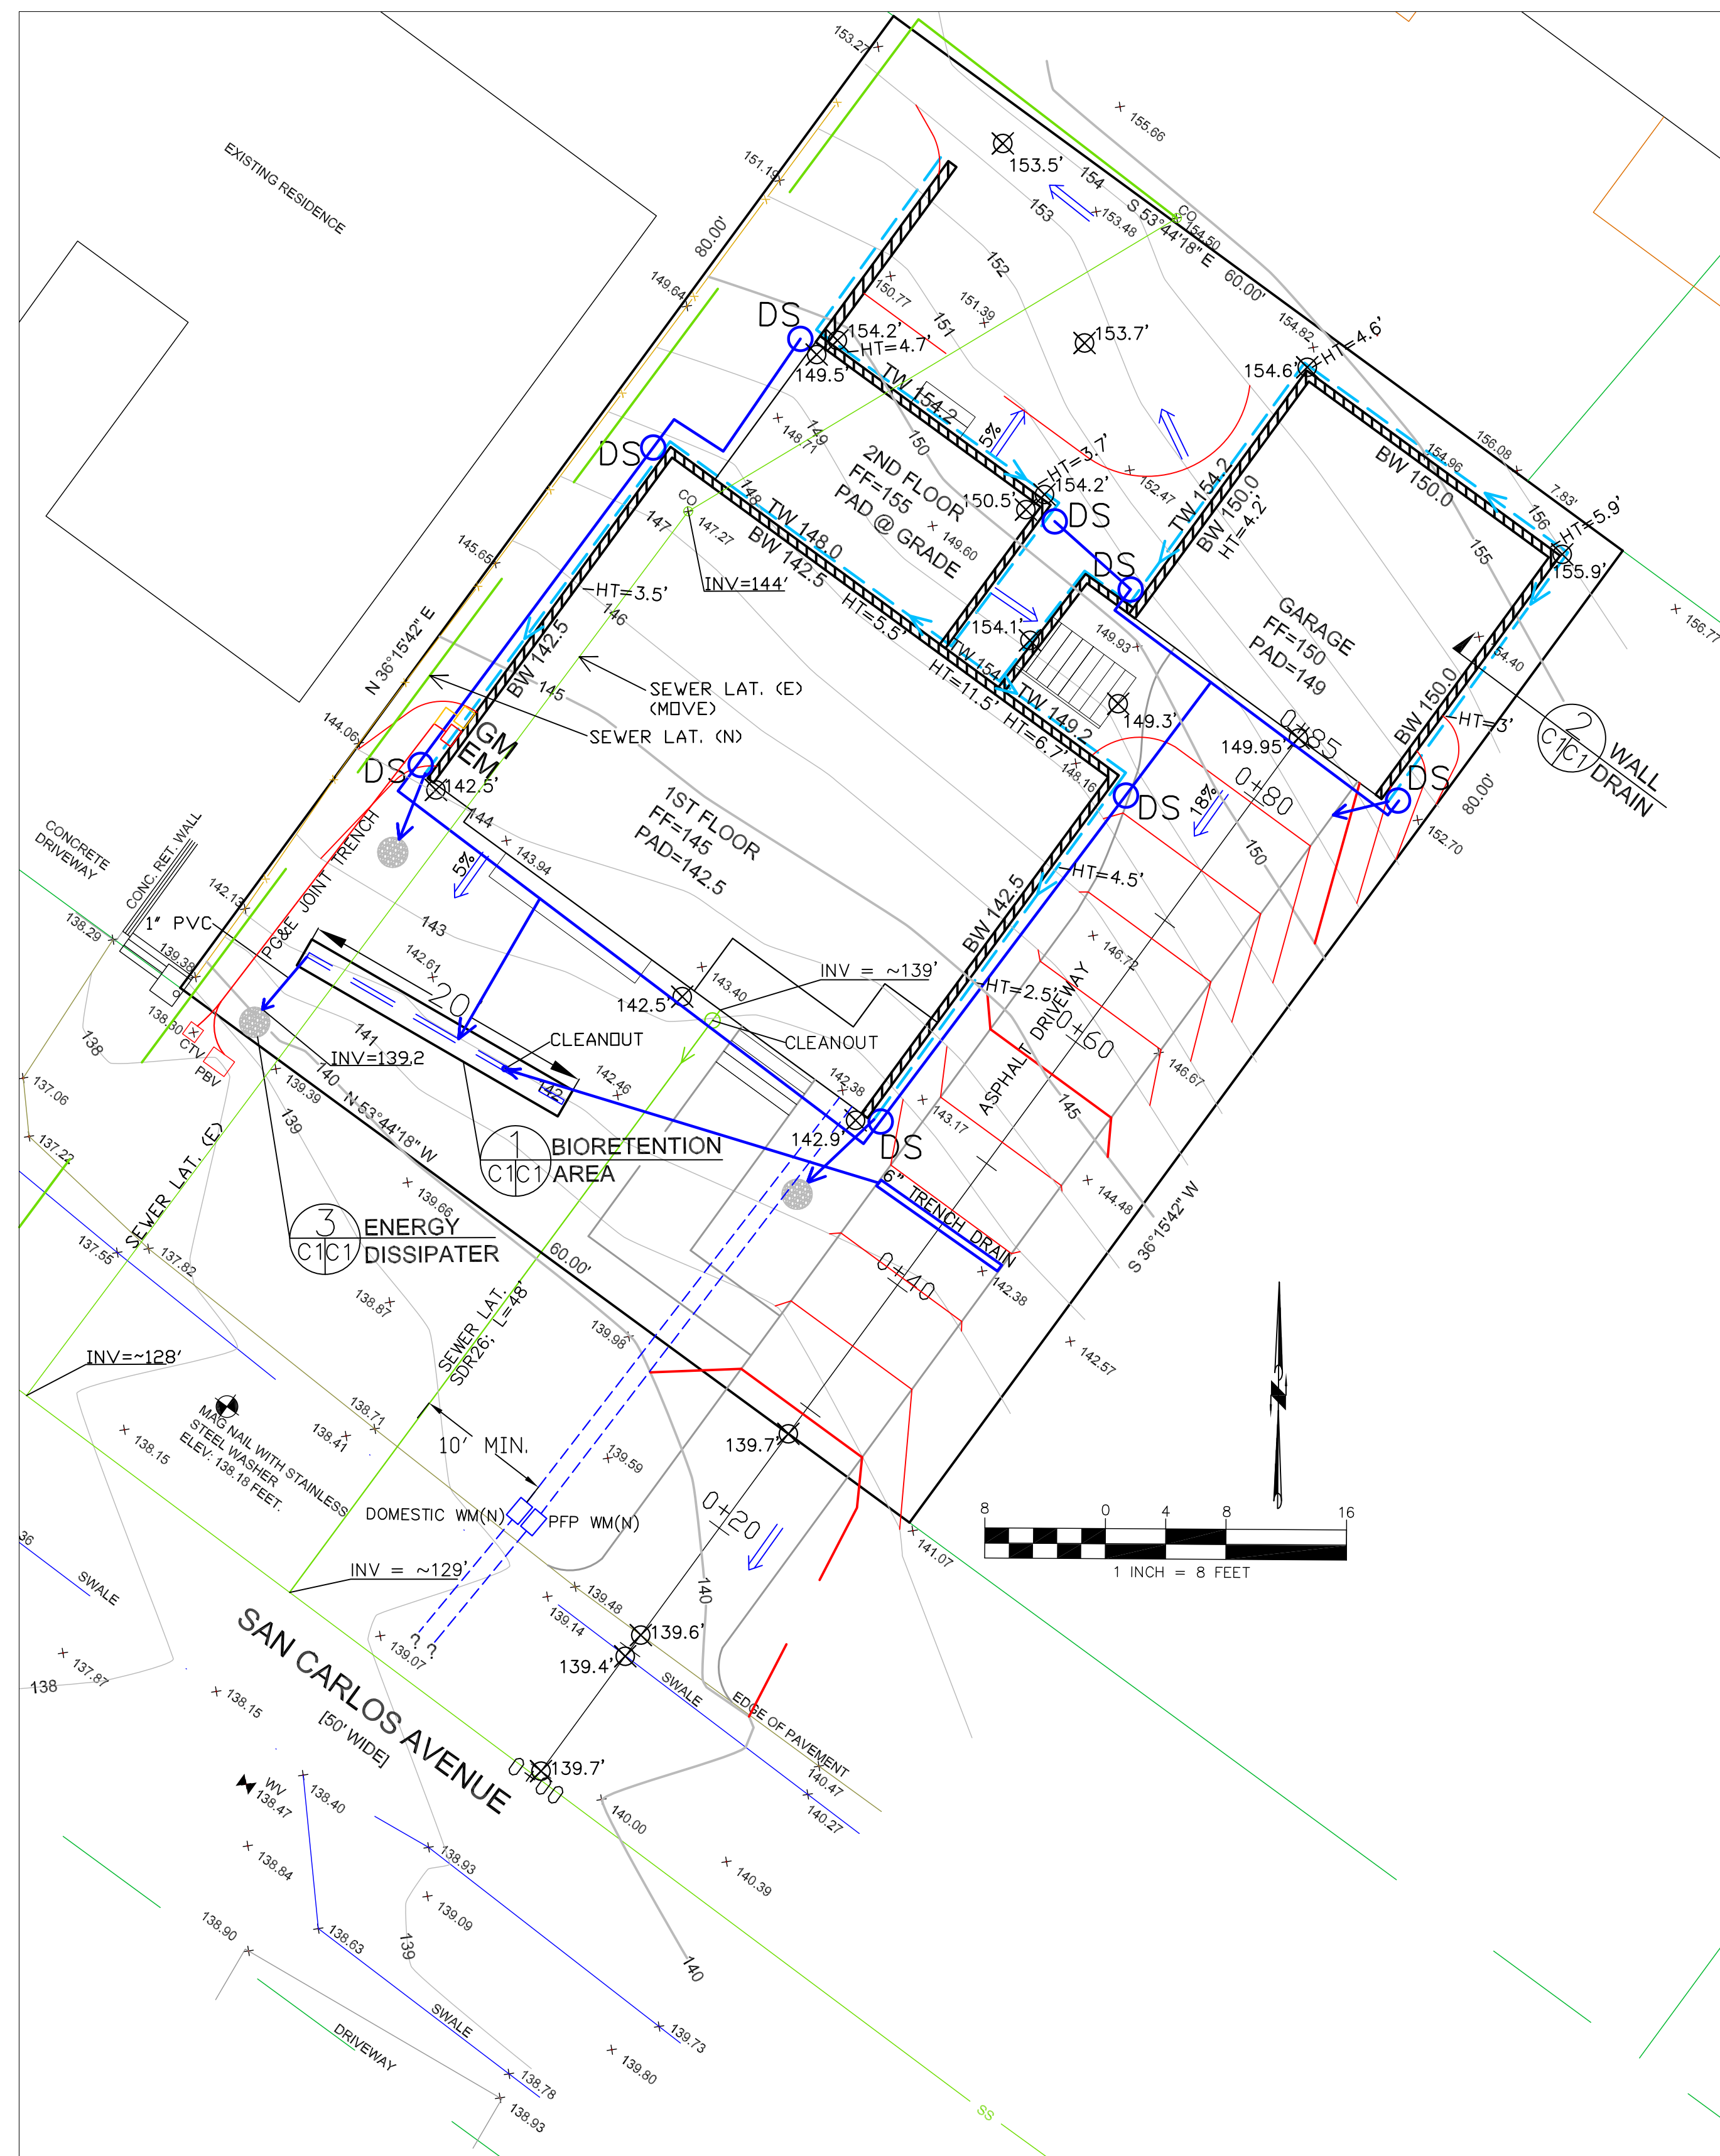 153.27
155.66
EXISTING RESIDENCE
151.19
153.5'
154
CO
154.50
153.48
S 53°44'18" E
60.00'
153
80.00'
149.64
152
150.77
151.39
151
DS
154.2'
HT=4.7'
149.5'
153.7'
154.82
HT=4.6'
154.6'
TW 154.2
148.71
149
DS
150
5%
HT=3.7'
154.2'
150.5'
152.47
156.08
154.96
BW 150.0
7.83'
2ND FLOOR
FF=155
PAD @ GRADE
149.60
DS
TW 154.2
BW 150.0
HT=4.2'
156
HT=5.9'
155.9'
155
CO
147.27
148
147
TW 148.0
BW 142.5
HT=5.5'
INV=144'
145.65
HT=3.5'
BW 142.5
146
145
DS
154.1'
149.93
GARAGE
FF=150
PAD=149
156.77
54.40
N 36°15'42" E
SEWER LAT. (E)
(MOVE)
SEWER LAT. (N)
HT=11.5'
TW 149.2
HT=6.7'
149.3'
148.16
149.95'
0+85
0+80
18%
BW 150.0
HT=3'
2
C1
C1
WALL
DRAIN
DS
80.00'
152.70
144.06
GM
EM
DS
142.5'
144
143.94
5%
1ST FLOOR
FF=145
PAD=142.5
DS
150
HT=4.5'
BW 142.5
CONCRETE
DRIVEWAY
CONC. RET. WALL
PG&E JOINT TRENCH
1" PVC
142.13
138.29
139.38
20
142.61
143
143.40
142.5'
INV = ~139'
HT=2.5'
146.72
ASPHALT DRIVEWAY
0+60
146.67
145
138.30
CTV
PBV
138
137.06
137.22
141
INV=139.2
140
139.39
139
N 53°44'18" W
CLEANOUT
142
142.46
CLEANOUT
142.38
142.9'
DS
143.17
144.48
1
C1
C1
BIORETENTION
AREA
139.66
3
C1
C1
ENERGY
DISSIPATER
6" TRENCH DRAIN
142.38
S 36°15'42" W
SEWER LAT. (E)
137.55
137.82
138.87
60.00'
SEWER LAT.
SDR26; L=48'
139.98
0+40
142.57
INV=~128'
MAG NAIL WITH STAINLESS
STEEL WASHER
ELEV: 138.18 FEET.
138.15
138.41
138.71
10' MIN.
139.59
139.7'
DOMESTIC WM(N)
PFP WM(N)
0+20
141.07
8
0
4
8
16
1 INCH = 8 FEET
36
SWALE
INV = ~129'
140
139.48
139.14
?
?
139.07
139.6'
139.4'
SWALE
EDGE OF PAVEMENT
137.87
138
138.15
SAN CARLOS AVENUE
[50' WIDE]
0+00
139.7'
140.47
140.27
WV
138.47
138.40
140.00
138.84
138.93
139.09
140.39
138.90
138.63
139
140
SWALE
DRIVEWAY
139.73
139.80
138.78
138.93
SS